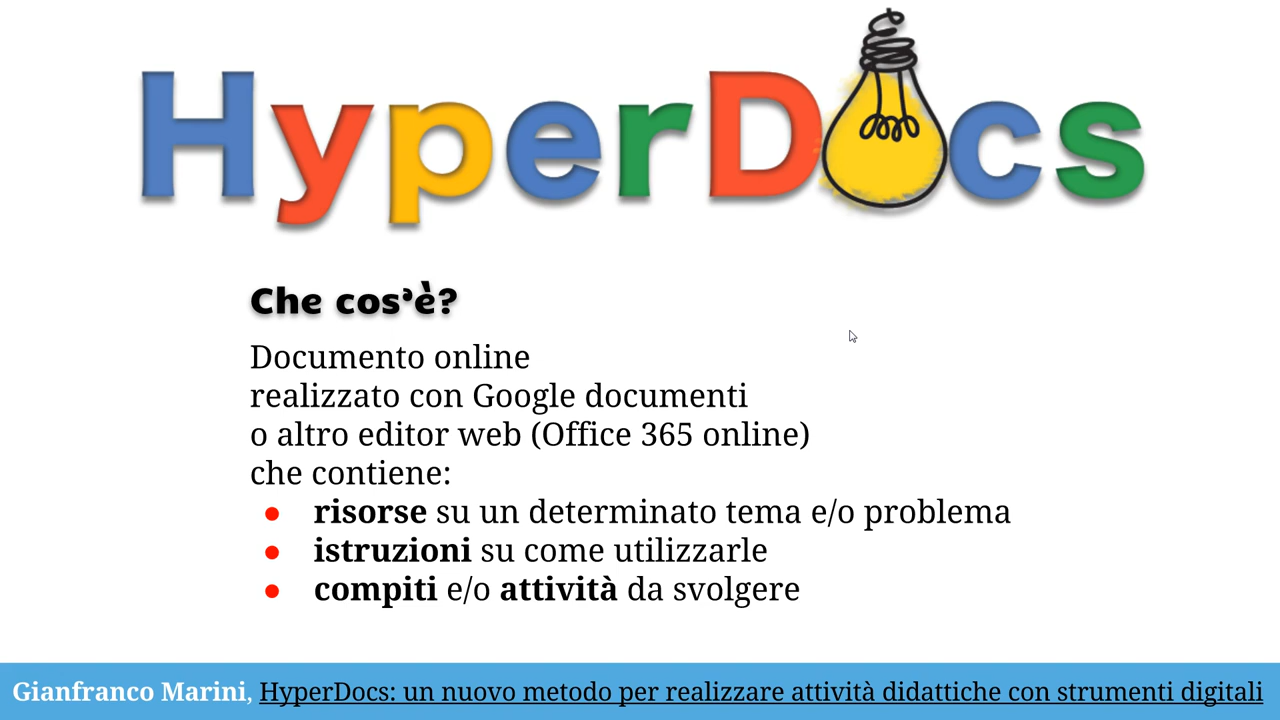 HyperDocs
Che cos'è?
Documento online
realizzato con Google documenti
o altro editor web (Office 365 online)
che contiene:
● risorse su un determinato tema e/o problema
● istruzioni su come utilizzarle
● compiti e/o attività da svolgere
Gianfranco Marini, HyperDocs: un nuovo metodo per realizzare attività didattiche con strumenti digitali